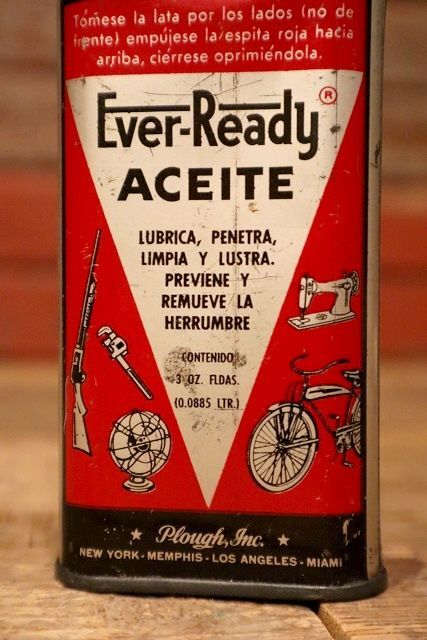 Tómese la lata por los lados (nó de
frente) empújese la espita roja hacia
arriba, ciérrese oprimiéndola.
Ever-Ready®
ACEITE
LUBRICA, PENETRA,
LIMPIA Y LUSTRA.
PREVIENE Y
REMUEVE LA
HERRUMBRE
CONTENIDO
3 OZ. FLDAS.
(0.0885 LTR.)
★ Plough, Inc. ★
NEW YORK - MEMPHIS - LOS ANGELES - MIAMI